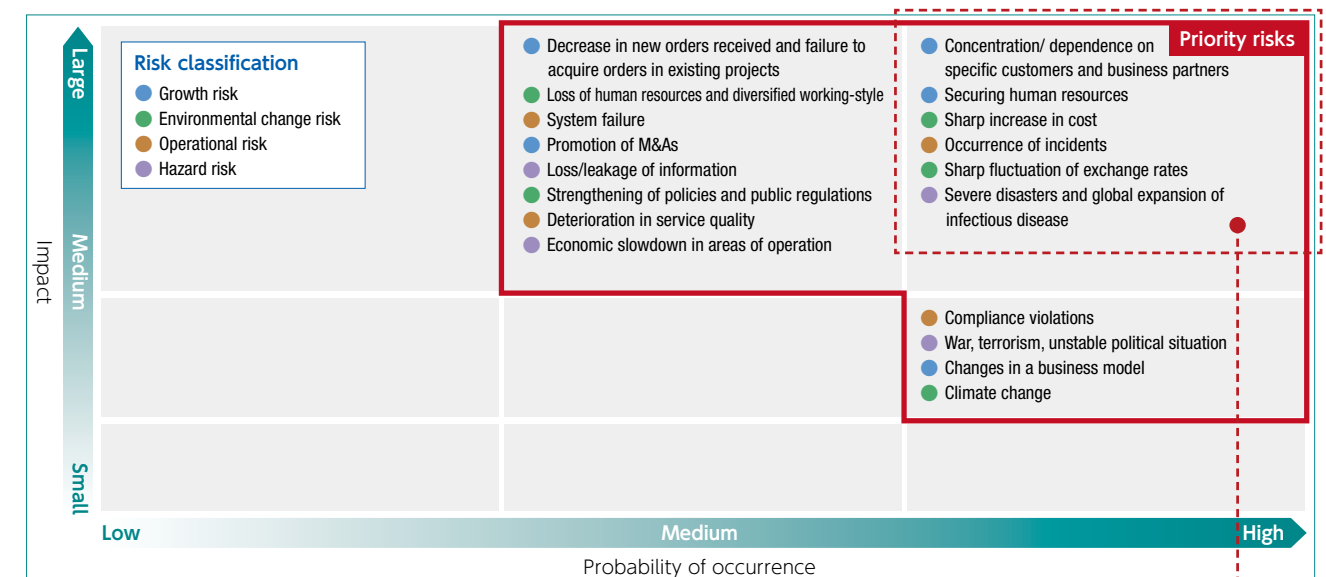 Priority risks
Large
Medium
Small
Impact
Risk classification
Growth risk
Environmental change risk
Operational risk
Hazard risk
Decrease in new orders received and failure to
acquire orders in existing projects
Loss of human resources and diversified working-style
System failure
Promotion of M&As
Loss/leakage of information
Strengthening of policies and public regulations
Deterioration in service quality
Economic slowdown in areas of operation
Concentration/ dependence on
specific customers and business partners
Securing human resources
Sharp increase in cost
Occurrence of incidents
Sharp fluctuation of exchange rates
Severe disasters and global expansion of
infectious disease
Compliance violations
War, terrorism, unstable political situation
Changes in a business model
Climate change
Low
Medium
High
Probability of occurrence